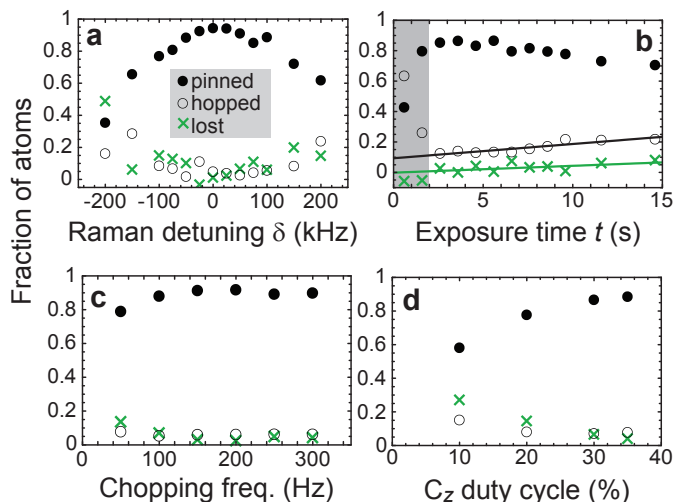 Fraction of atoms
a
1
0.8
0.6
0.4
0.2
0
pinned
hopped
lost
-200 -100 0 100 200
Raman detuning δ (kHz)
b
1
0.8
0.6
0.4
0.2
0
0 5 10 15
Exposure time t (s)
c
1
0.8
0.6
0.4
0.2
0
0 100 200 300
Chopping freq. (Hz)
d
1
0.8
0.6
0.4
0.2
0
0 10 20 30 40
Cz duty cycle (%)